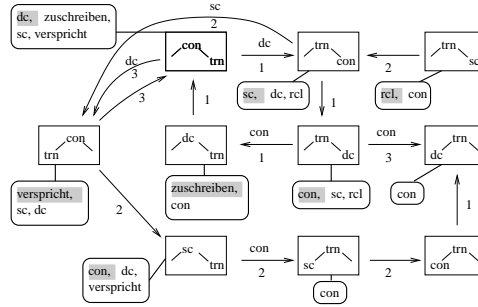 sc
2
dc, zuschreiben,
sc, verspricht
con
trn
dc
1
trn
con
2
trn
sc
dc
3
3
sc, dc, rcl
rcl, con
1
1
con
trn
dc
trn
con
1
trn
dc
con
3
trn
dc
verspricht,
sc, dc
zuschreiben,
con
con, sc, rcl
con
2
1
sc
trn
con
2
trn
sc
2
trn
con
con, dc,
verspricht
con